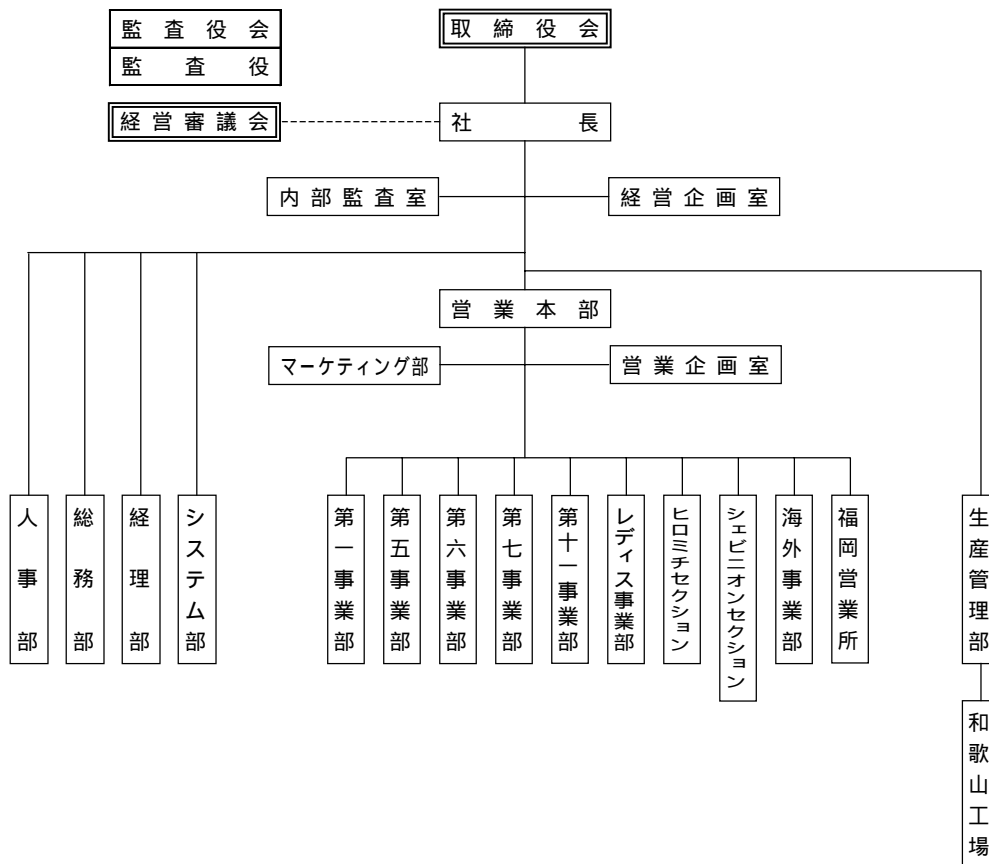 監査役会
監査役
取締役会
経営審議会
社長
内部監査室
経営企画室
営業本部
マーケティング部
営業企画室
人事部
総務部
経理部
システム部
第一事業部
第五事業部
第六事業部
第七事業部
第十一事業部
レディス事業部
ヒロミチセクション
シェビニオンセクション
海外事業部
福岡営業所
生産管理部
和歌山工場